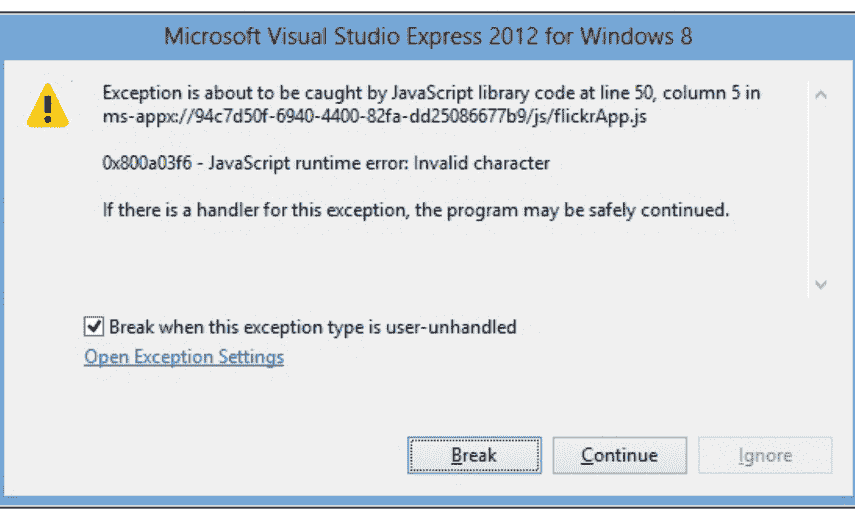 Microsoft Visual Studio Express 2012 for Windows 8
Exception is about to be caught by JavaScript library code at line 50, column 5 in
ms-appx://94c7d50f-6940-4400-82fa-dd25086677b9/js/flickrApp.js
0x800a03f6 - JavaScript runtime error: Invalid character
If there is a handler for this exception, the program may be safely continued.
Break when this exception type is user-unhandled
Open Exception Settings
Break Continue Ignore